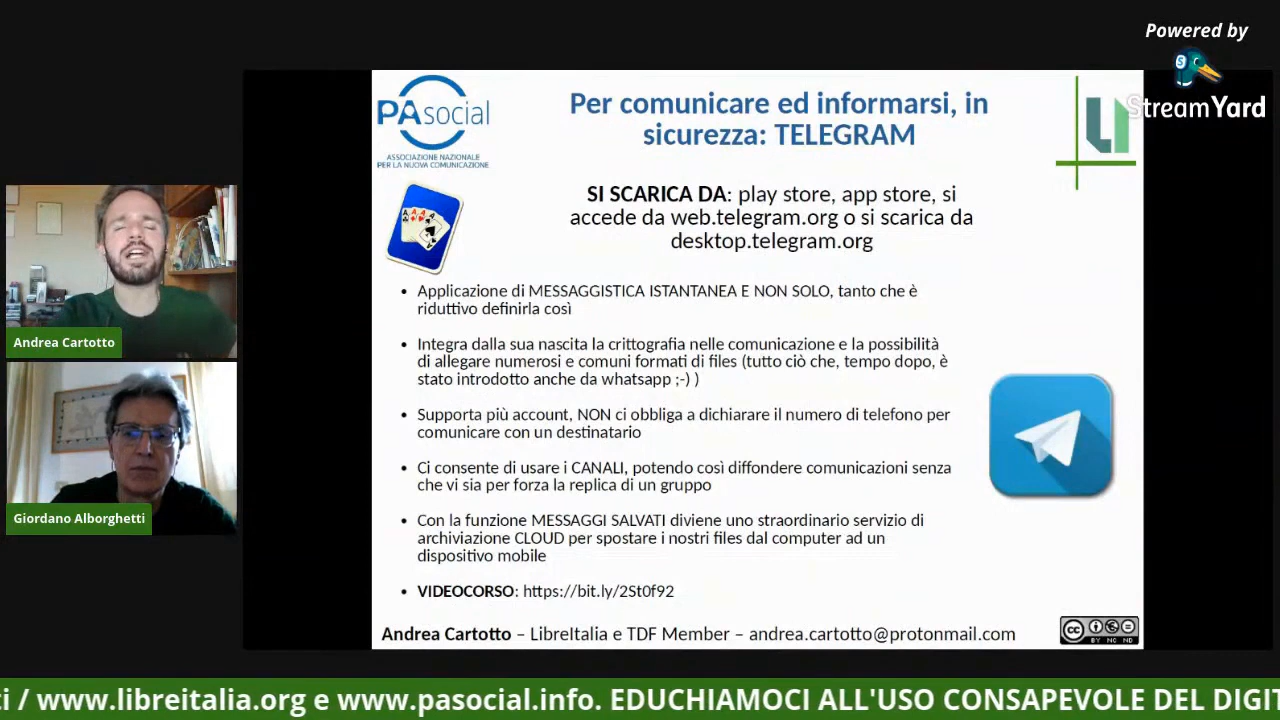 Powered by
StreamYard
PAsocial
ASSOCIAZIONE NAZIONALE
PER LA NUOVA COMUNICAZIONE
Per comunicare ed informarsi, in
sicurezza: TELEGRAM
SI SCARICA DA: play store, app store, si
accede da web.telegram.org o si scarica da
desktop.telegram.org
• Applicazione di MESSAGGISTICA ISTANTANEA E NON SOLO, tanto che è
riduttivo definirla così
• Integra dalla sua nascita la crittografia nelle comunicazione e la possibilità
di allegare numerosi e comuni formati di files (tutto ciò che, tempo dopo, è
stato introdotto anche da whatsapp ;-) )
• Supporta più account, NON ci obbliga a dichiarare il numero di telefono per
comunicare con un destinatario
• Ci consente di usare i CANALI, potendo così diffondere comunicazioni senza
che vi sia per forza la replica di un gruppo
• Con la funzione MESSAGGI SALVATI diviene uno straordinario servizio di
archiviazione CLOUD per spostare i nostri files dal computer ad un
dispositivo mobile
• VIDEOCORSO: https://bit.ly/2St0f92
Andrea Cartotto – LibreItalia e TDF Member – andrea.cartotto@protonmail.com
cc BY NC ND
Andrea Cartotto
Giordano Alborghetti
ci / www.libreitalia.org e www.pasocial.info. EDUCHIAMOCI ALL'USO CONSAPEVOLE DEL DIGIT